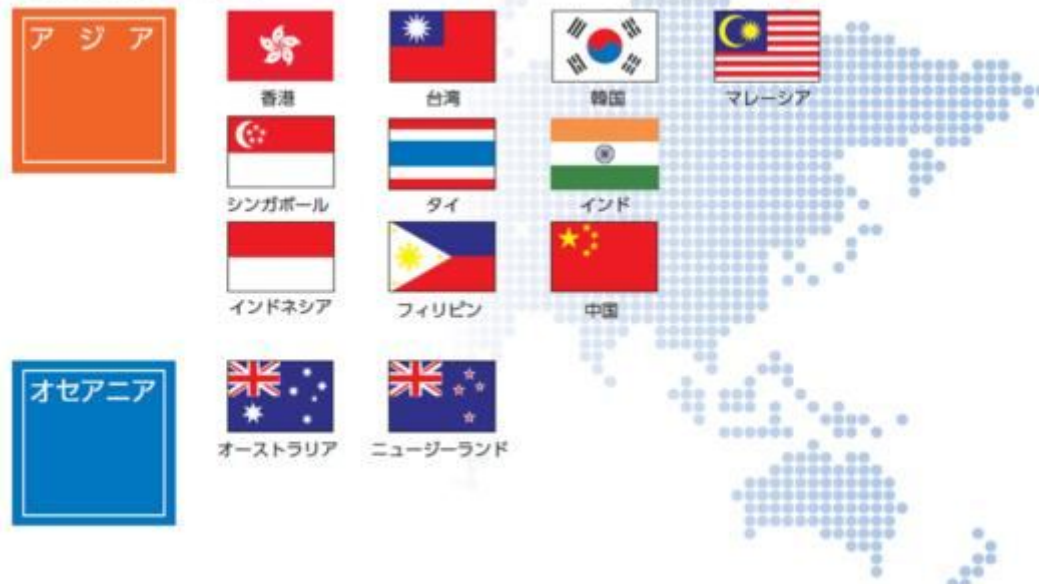 アジア
香港
台湾
韓国
マレーシア
シンガポール
タイ
インド
インドネシア
フィリピン
中国
オセアニア
オーストラリア
ニュージーランド